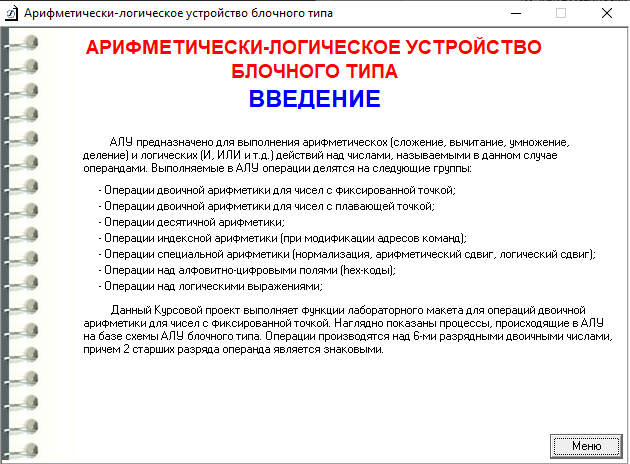 Арифметически-логическое устройство блочного типа
АРИФМЕТИЧЕСКИ-ЛОГИЧЕСКОЕ УСТРОЙСТВО
БЛОЧНОГО ТИПА
ВВЕДЕНИЕ
АЛУ предназначено для выполнения арифметическох (сложение, вычитание, умножение,
деление) и логических (И, ИЛИ и т.д.) действий над числами, называемыми в данном случае
операндами. Выполняемые в АЛУ операции делятся на следующие группы:
- Операции двоичной арифметики для чисел с фиксированной точкой;
- Операции двоичной арифметики для чисел с плавающей точкой;
- Операции десятичной арифметики;
- Операции индексной арифметики (при модификации адресов команд);
- Операции специальной арифметики (нормализация, арифметический сдвиг, логический сдвиг);
- Операции над алфовитно-цифровыми полями (hex-коды);
- Операции над логическими выражениями;
Данный Курсовой проект выполняет функции лабораторного макета для операций двоичной
арифметики для чисел с фиксированной точкой. Наглядно показаны процессы, происходящие в АЛУ
на базе схемы АЛУ блочного типа. Операции производятся над 6-ми разрядными двоичными числами,
причем 2 старших разряда операнда является знаковыми.
Меню